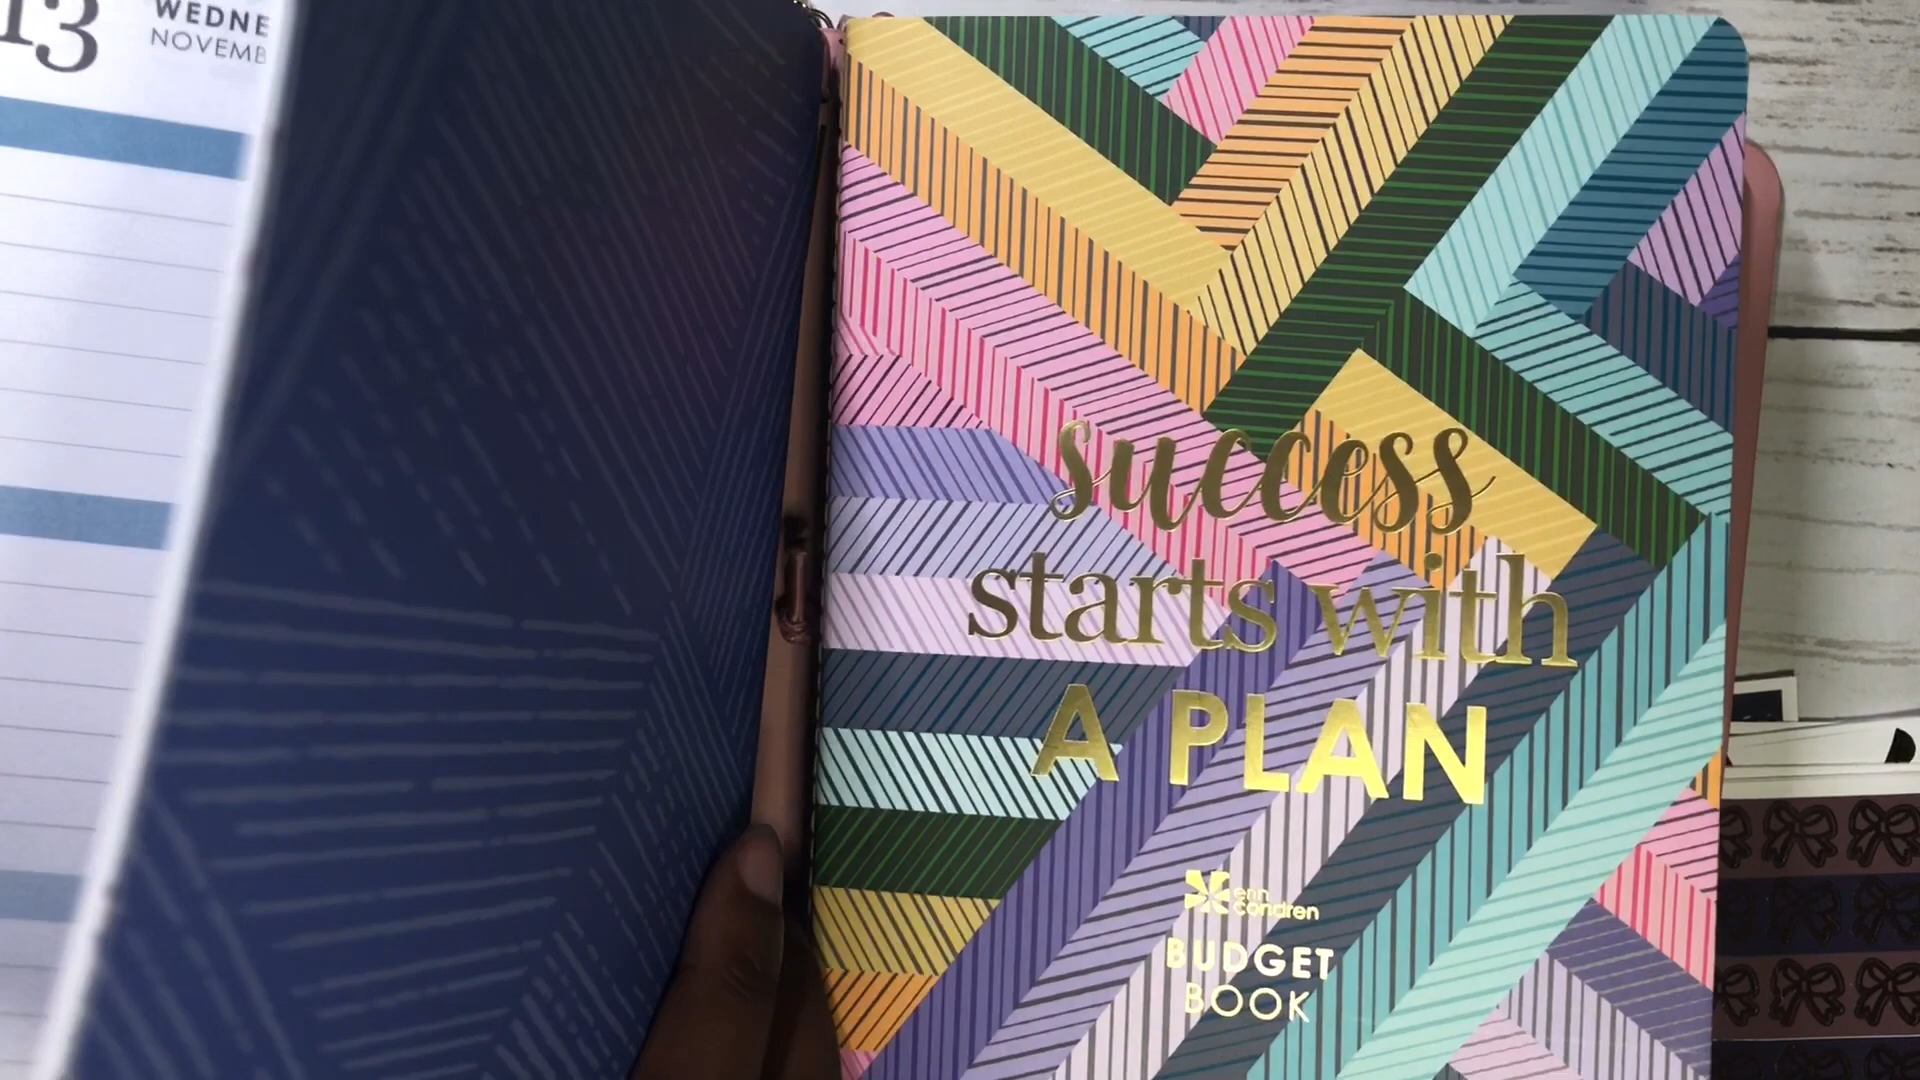 13
WEDNE
NOVEMB
success
starts with
A PLAN
erin
condren
BUDGET
BOOK